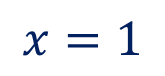 x = 1